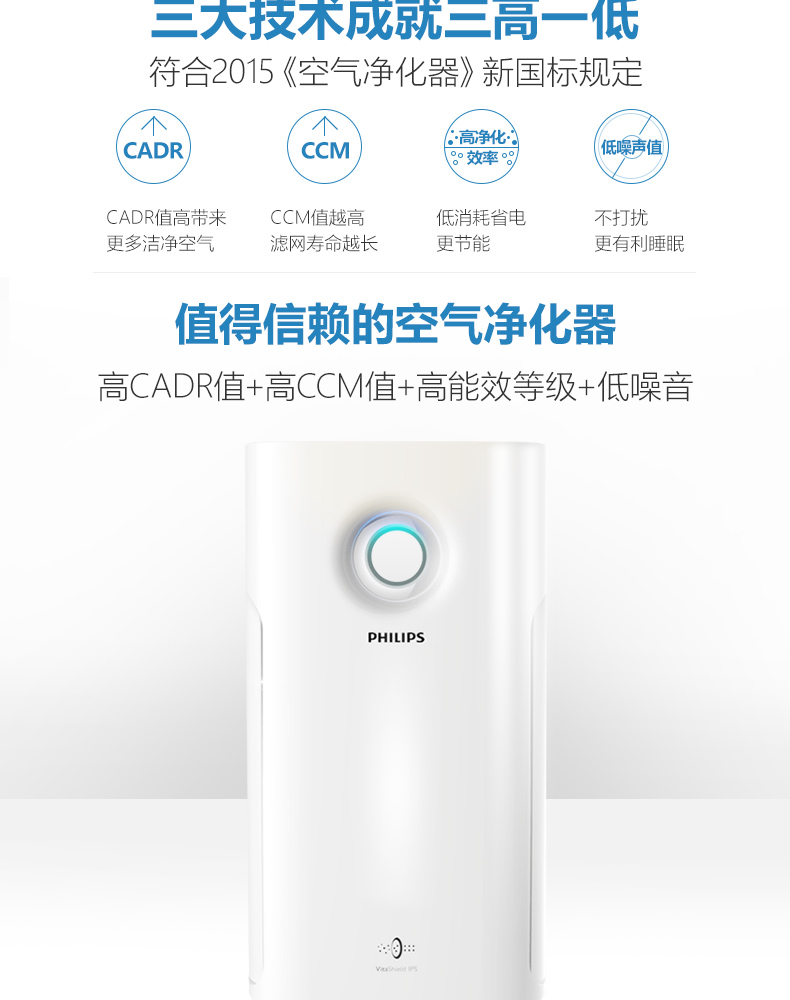 三大技术成就三高一低
符合2015《空气净化器》新国标规定
CADR
CCM
高净化
效率
低噪声值
CADR值高带来
更多洁净空气
CCM值越高
滤网寿命越长
低消耗省电
更节能
不打扰
更有利睡眠
值得信赖的空气净化器
高CADR值+高CCM值+高能效等级+低噪音
PHILIPS
VitaShield IPS